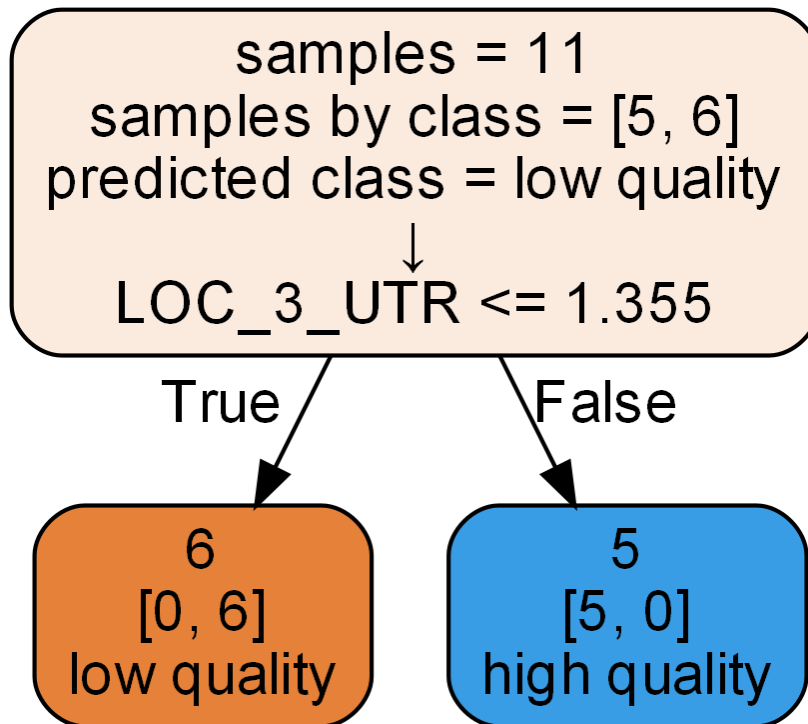 samples = 11
samples by class = [5, 6]
predicted class = low quality
↓
LOC_3_UTR <= 1.355
True
False
6
[0, 6]
low quality
5
[5, 0]
high quality